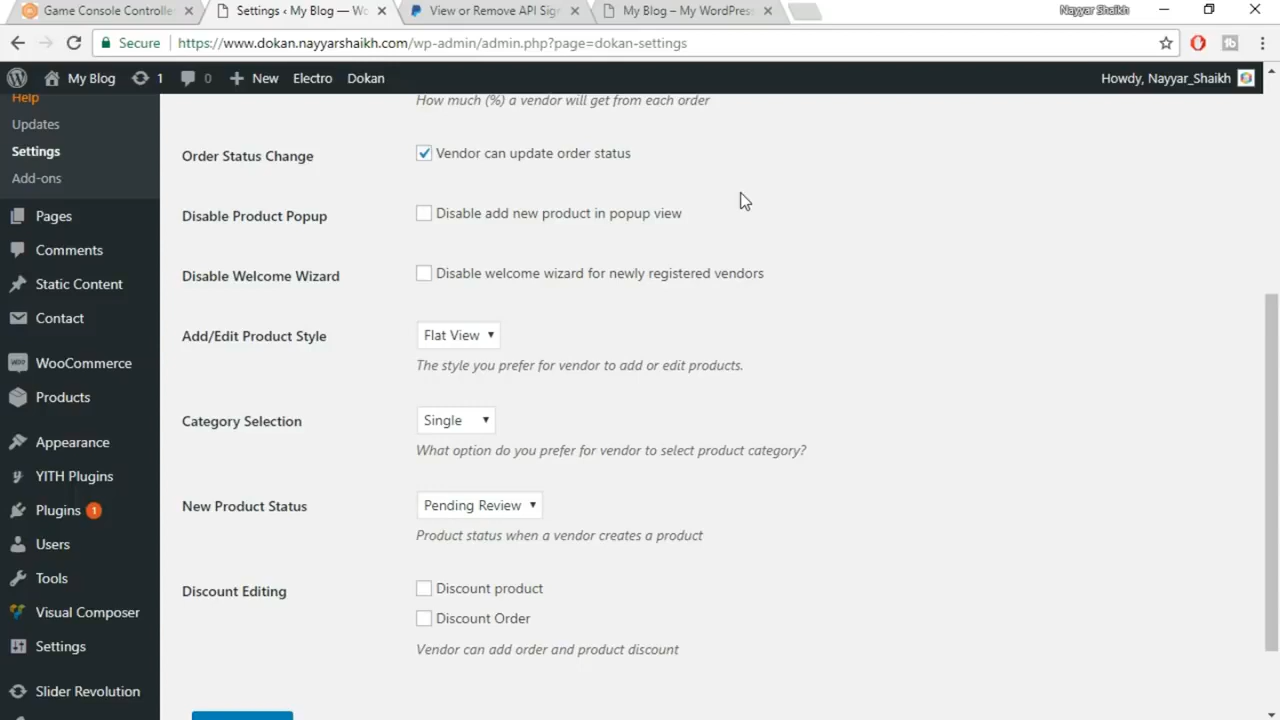 Game Console Controlle
Settings ‹ My Blog — Wo
View or Remove API Sig
My Blog – My WordPress
Nayyar Shaikh
Secure
https://www.dokan.nayyarshaikh.com/wp-admin/admin.php?page=dokan-settings
My Blog
1
0
New
Electro
Dokan
Howdy, Nayyar_Shaikh
Help
Updates
Settings
Add-ons
Pages
Comments
Static Content
Contact
WooCommerce
Products
Appearance
YITH Plugins
Plugins 1
Users
Tools
Visual Composer
Settings
Slider Revolution
How much (%) a vendor will get from each order
Order Status Change
Vendor can update order status
Disable Product Popup
Disable add new product in popup view
Disable Welcome Wizard
Disable welcome wizard for newly registered vendors
Add/Edit Product Style
Flat View
The style you prefer for vendor to add or edit products.
Category Selection
Single
What option do you prefer for vendor to select product category?
New Product Status
Pending Review
Product status when a vendor creates a product
Discount Editing
Discount product
Discount Order
Vendor can add order and product discount